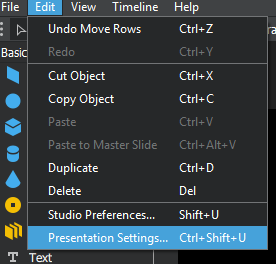 File Edit View Timeline Help
Undo Move Rows Ctrl+Z
Redo Ctrl+Y
Basic
Cut Object Ctrl+X
Copy Object Ctrl+C
Paste Ctrl+V
Paste to Master Slide Ctrl+Alt+V
Duplicate Ctrl+D
Delete Del
Studio Preferences... Shift+U
Presentation Settings... Ctrl+Shift+U
T Text